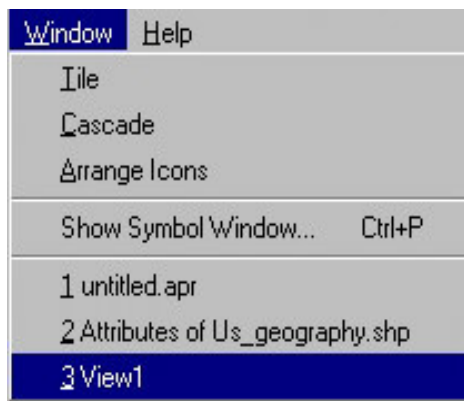 Window Help
Tile
Cascade
Arrange Icons
Show Symbol Window... Ctrl+P
1 untitled.apr
2 Attributes of Us_geography.shp
3 View1